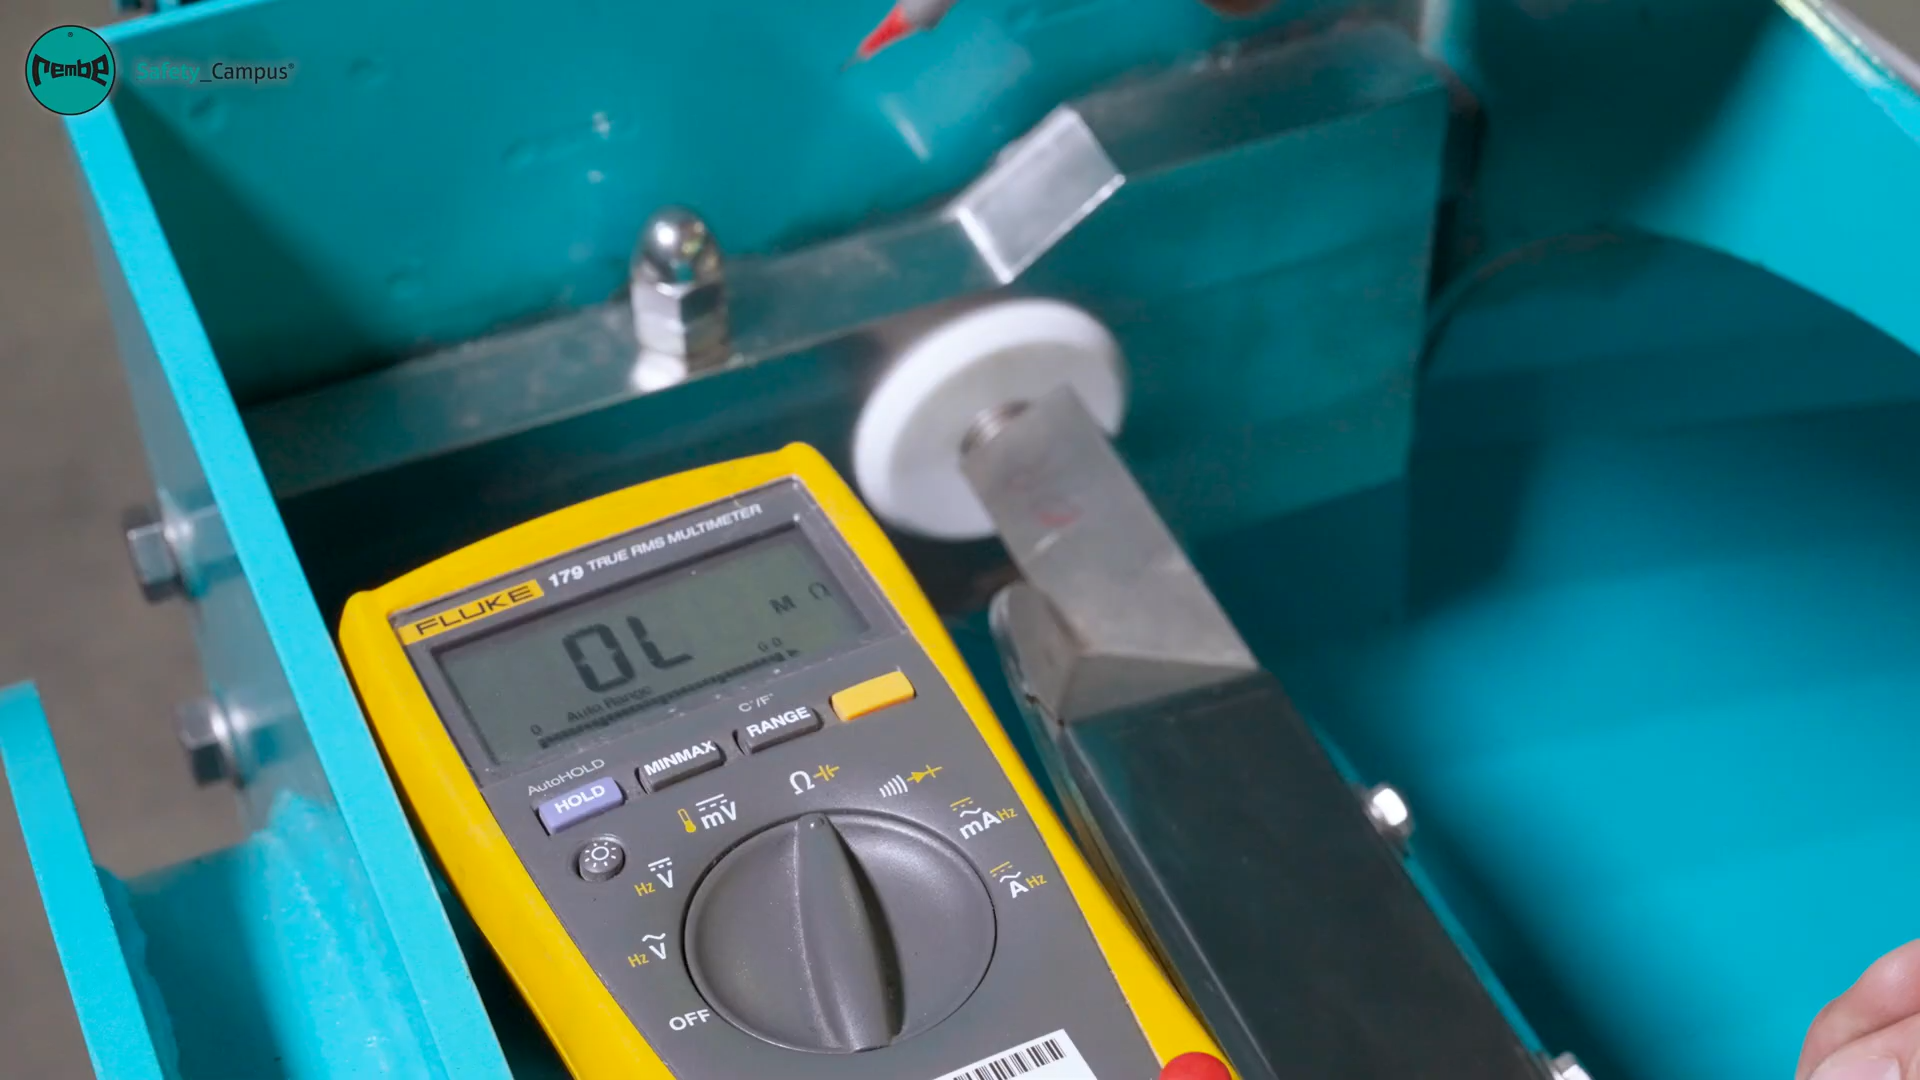 rembe
®
Safety_Campus®
FLUKE 179 TRUE RMS MULTIMETER
OL M Ω
0 Auto Range
AutoHOLD
HOLD
MINMAX
C°/F°
RANGE
Ω
mV
mA Hz
Hz V
A Hz
Hz V
OFF